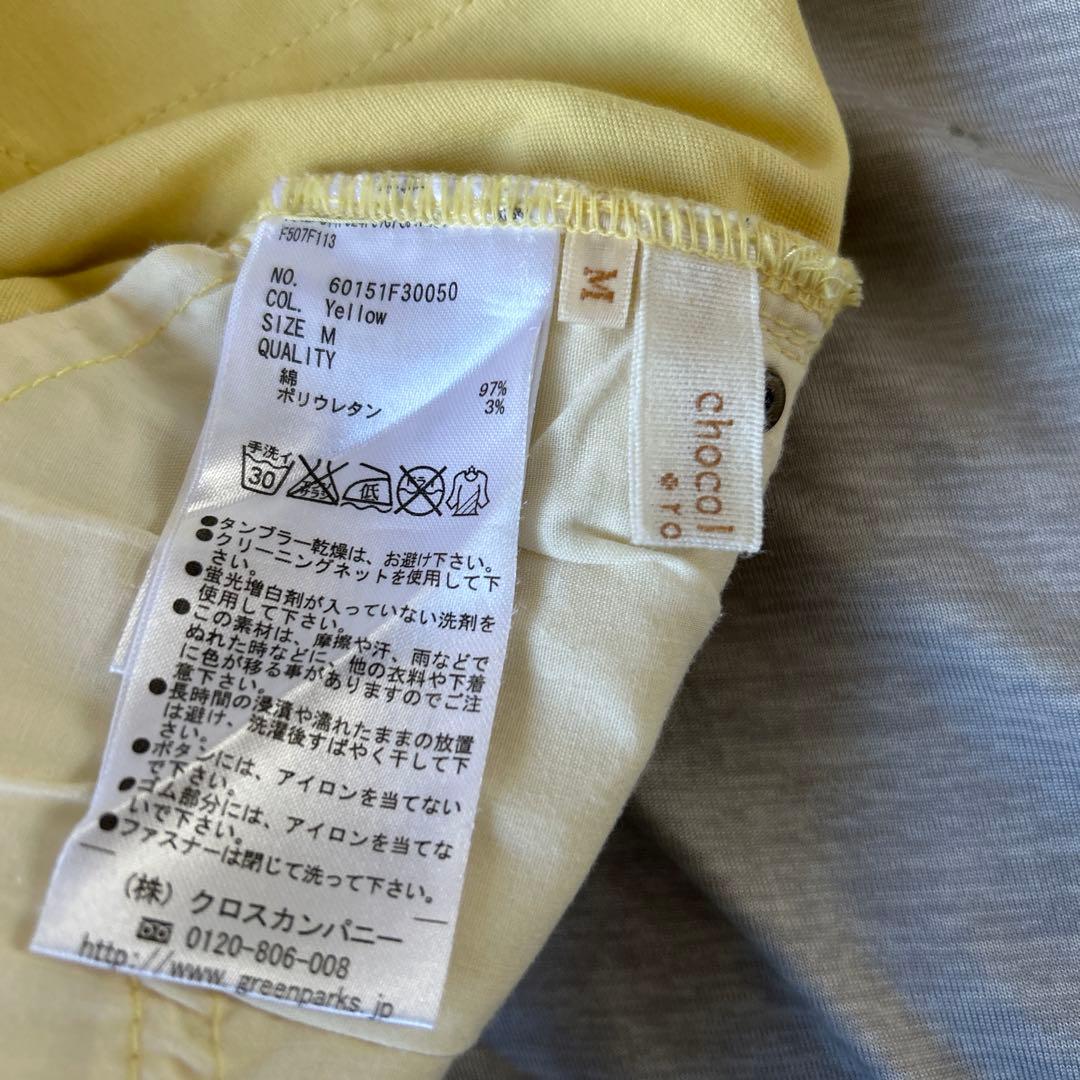 F507F113
NO. 60151F30050
COL. Yellow
SIZE M
QUALITY
綿 97%
ポリウレタン 3%
手洗イ
30
低
ドライ
●タンブラー乾燥は、お避け下さい。
●クリーニングネットを使用して下
さい。
●蛍光増白剤が入っていない洗剤を
使用して下さい。
●この素材は、摩擦や汗、雨などで
ぬれた時などに、他の衣料や下着
に色が移る事がありますのでご注
意下さい。
●長時間の浸漬や濡れたままの放置
は避け、洗濯後すばやく干して下
さい。
●ボタンには、アイロンを当てない
で下さい。
●ゴム部分には、アイロンを当てな
いで下さい。
●ファスナーは閉じて洗って下さい。
(株) クロスカンパニー
0120-806-008
http://www.greenparks.jp
M
chocol
ro